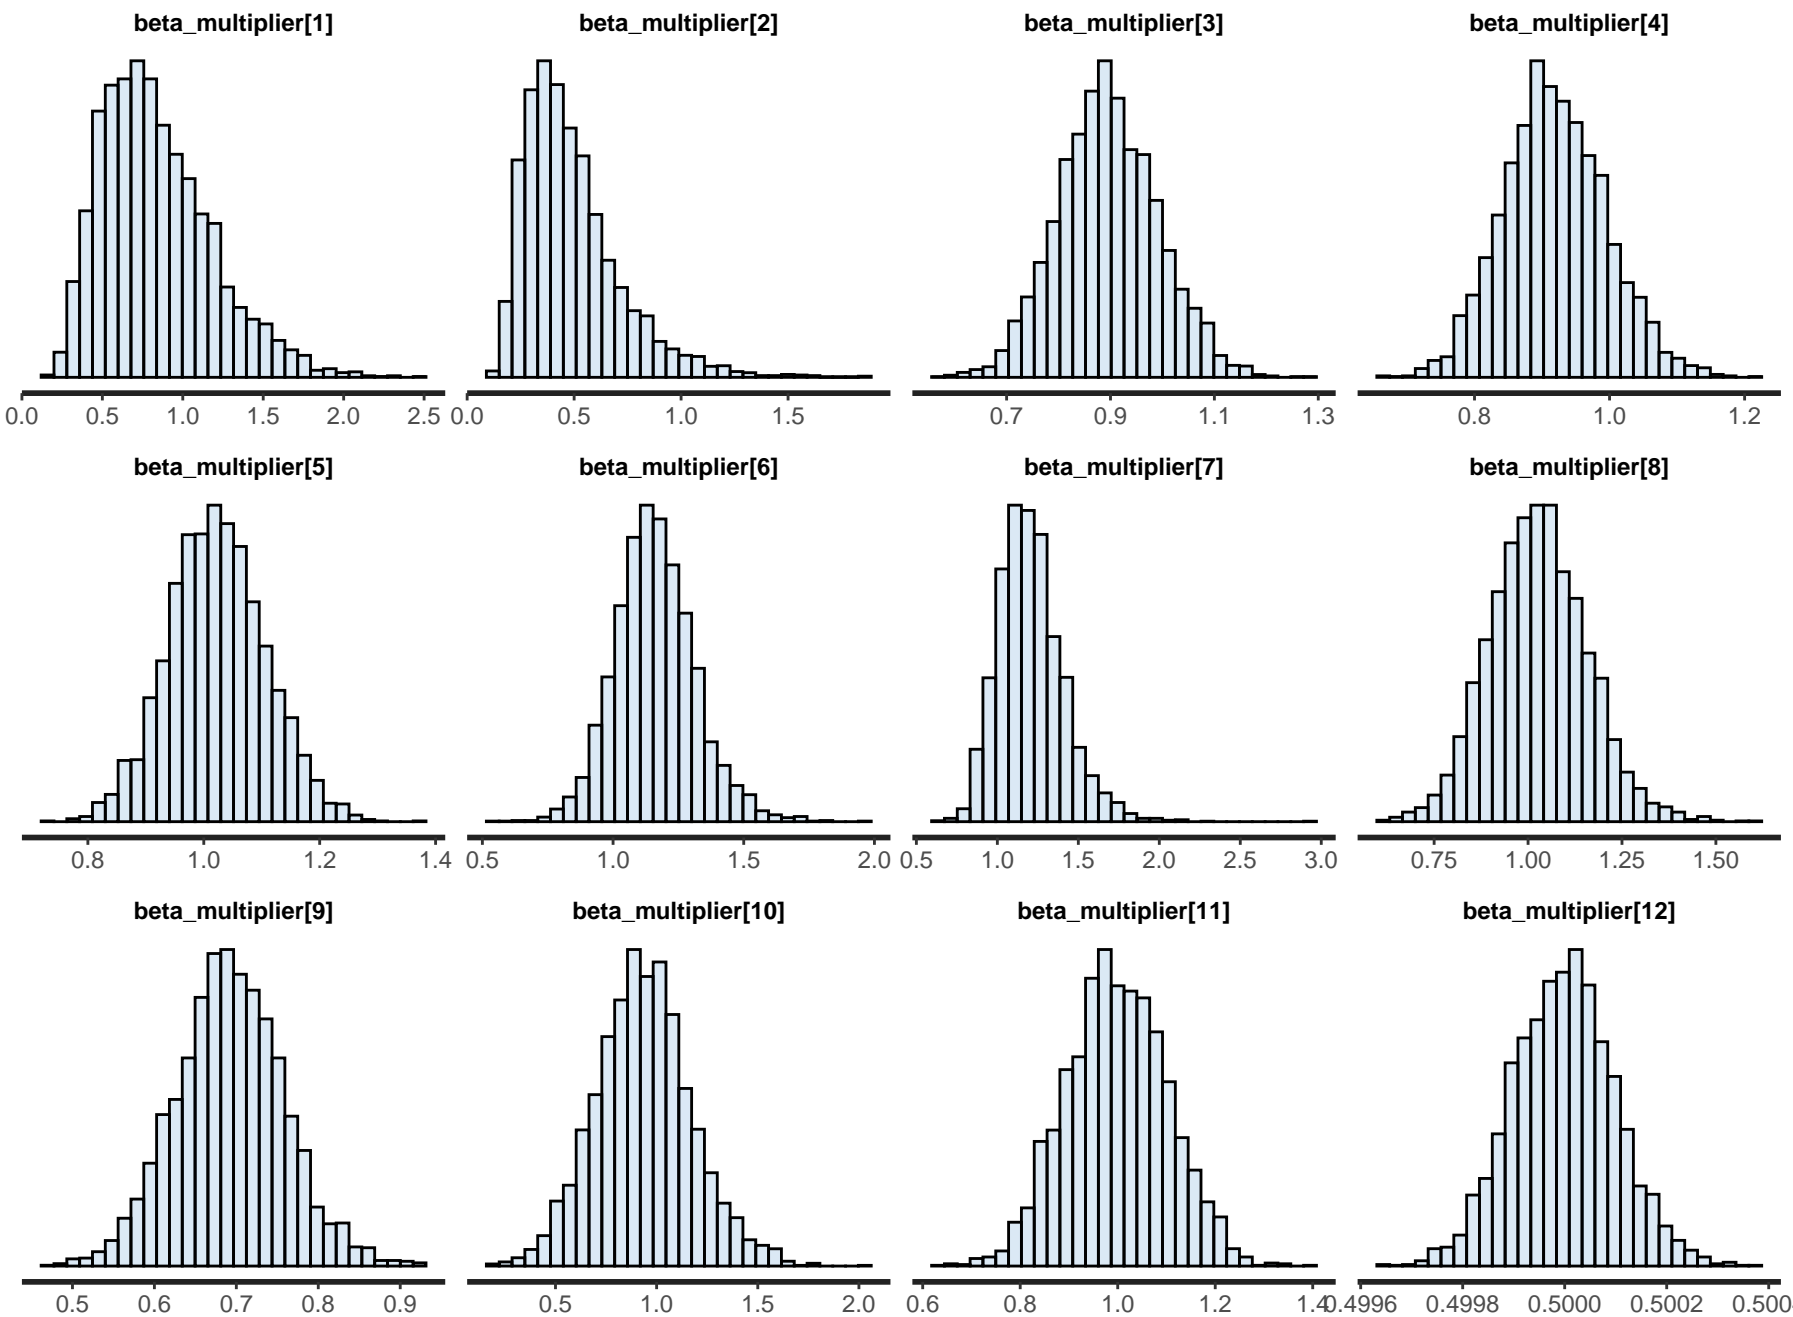 beta_multiplier[1] beta_multiplier[2] beta_multiplier[3] beta_multiplier[4]
0.0 0.5 1.0 1.5 2.0 2.5 0.0 0.5 1.0 1.5 0.7 0.9 1.1 1.3 0.8 1.0 1.2
beta_multiplier[5] beta_multiplier[6] beta_multiplier[7] beta_multiplier[8]
0.8 1.0 1.2 1.4 0.5 1.0 1.5 2.0 0.5 1.0 1.5 2.0 2.5 3.0 0.75 1.00 1.25 1.50
beta_multiplier[9] beta_multiplier[10] beta_multiplier[11] beta_multiplier[12]
0.5 0.6 0.7 0.8 0.9 0.5 1.0 1.5 2.0 0.6 0.8 1.0 1.2 1.4 0.4996 0.4998 0.5000 0.5002